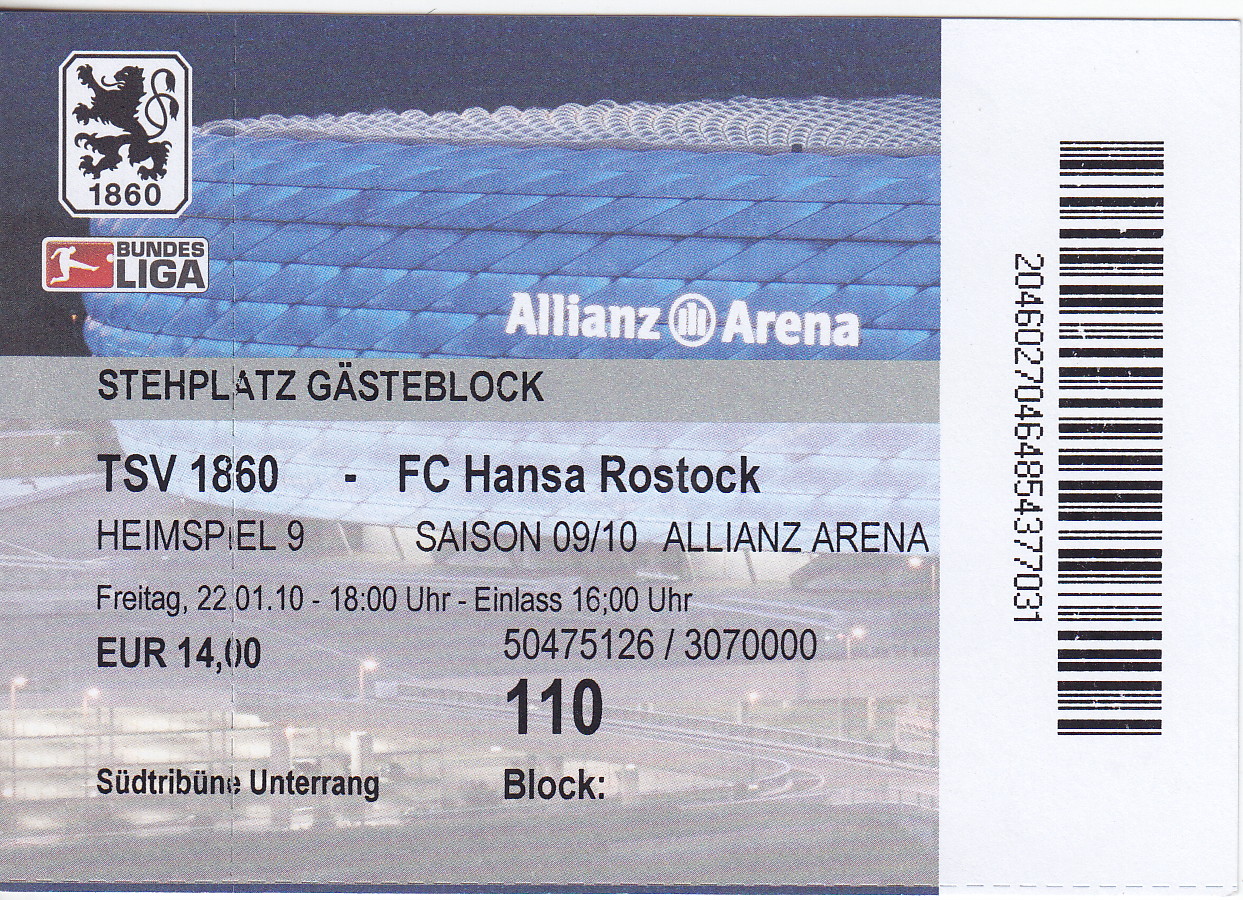 1860
BUNDES
LIGA
Allianz Arena
STEHPLATZ GÄSTEBLOCK
TSV 1860 - FC Hansa Rostock
HEIMSPIEL 9 SAISON 09/10 ALLIANZ ARENA
Freitag, 22.01.10 - 18:00 Uhr - Einlass 16;00 Uhr
EUR 14,00 50475126 / 3070000
110
Südtribüne Unterrang Block:
20460270464854377031